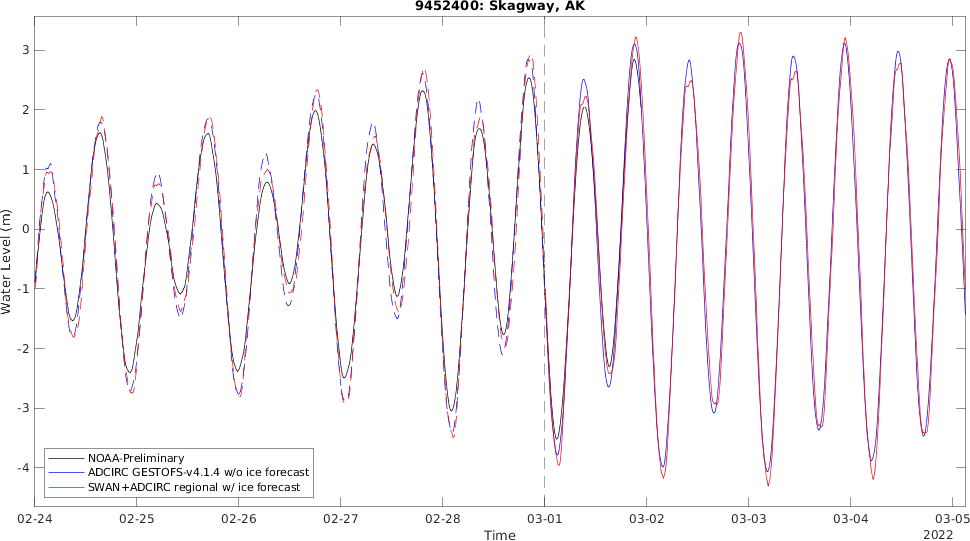 9452400: Skagway, AK
Water Level (m)
3
2
1
0
-1
-2
-3
-4
NOAA-Preliminary
ADCIRC GESTOFS-v4.1.4 w/o ice forecast
SWAN+ADCIRC regional w/ ice forecast
02-24 02-25 02-26 02-27 02-28 03-01 03-02 03-03 03-04 03-05
Time
2022